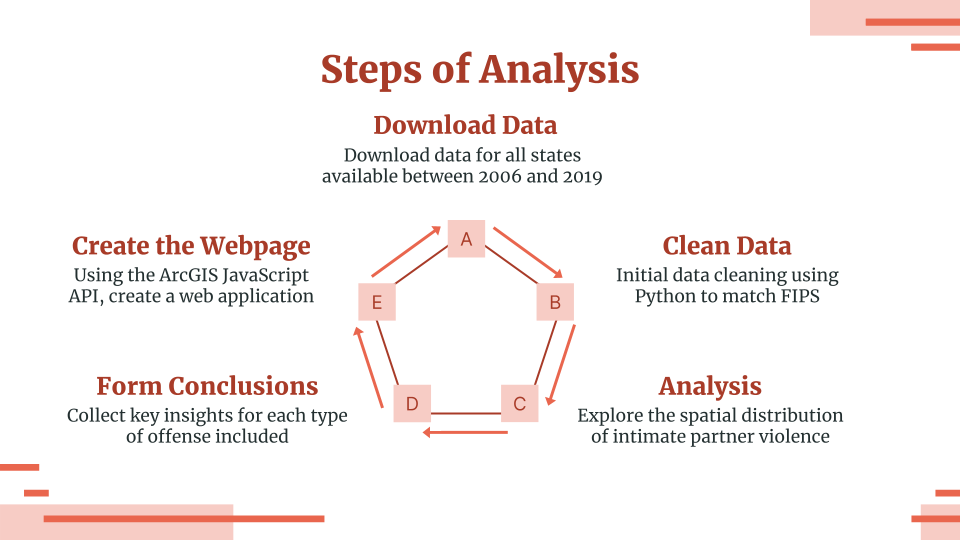 Steps of Analysis
Download Data
Download data for all states
available between 2006 and 2019
Create the Webpage
Using the ArcGIS JavaScript
API, create a web application
Clean Data
Initial data cleaning using
Python to match FIPS
A
E
B
D
C
Form Conclusions
Collect key insights for each type
of offense included
Analysis
Explore the spatial distribution
of intimate partner violence